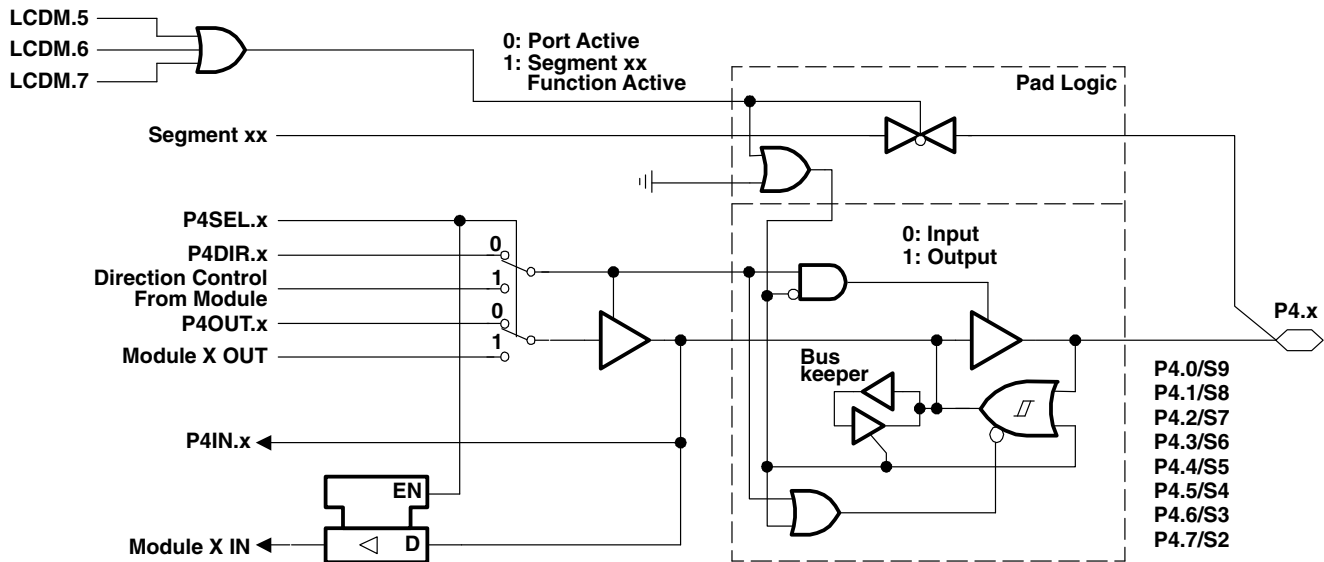 LCDM.5
LCDM.6
LCDM.7
0: Port Active
1: Segment xx
Function Active
Pad Logic
Segment xx
P4SEL.x
0
P4DIR.x
1
Direction Control
From Module
0
P4OUT.x
1
Module X OUT
0: Input
1: Output
Bus
keeper
P4.x
P4.0/S9
P4.1/S8
P4.2/S7
P4.3/S6
P4.4/S5
P4.5/S4
P4.6/S3
P4.7/S2
P4IN.x
EN
D
Module X IN